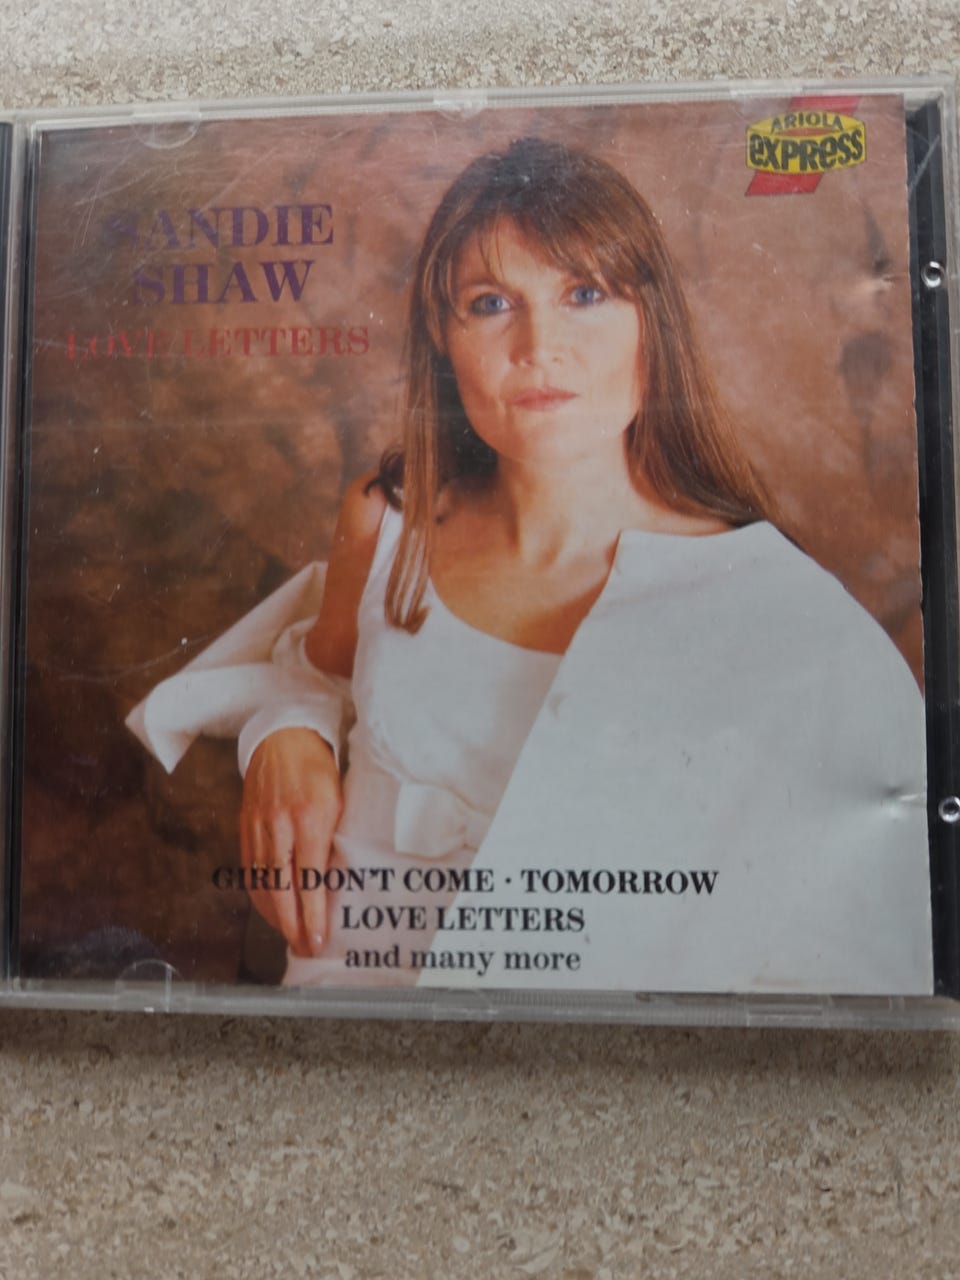 ARIOLA
EXPRESS
SANDIE
SHAW
LOVE LETTERS
GIRL DON'T COME · TOMORROW
LOVE LETTERS
and many more